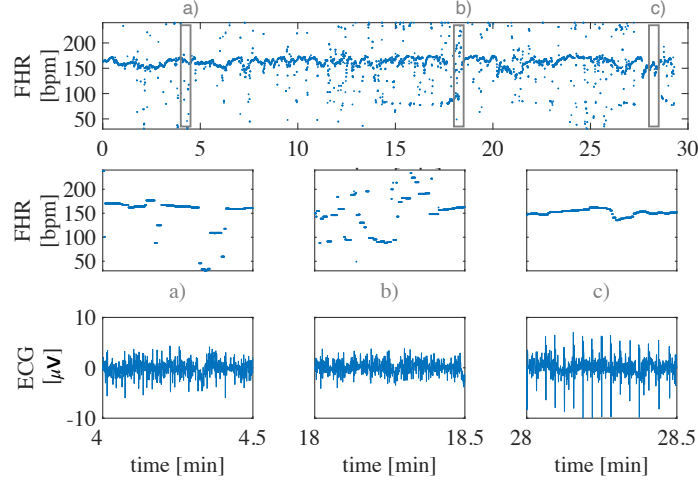 a) b) c)
FHR
[bpm]
200
150
100
50
0 5 10 15 20 25 30
FHR
[bpm]
200
150
100
50
a) b) c)
ECG
[μV]
10
0
-10
4 4.5 18 18.5 28 28.5
time [min] time [min] time [min]